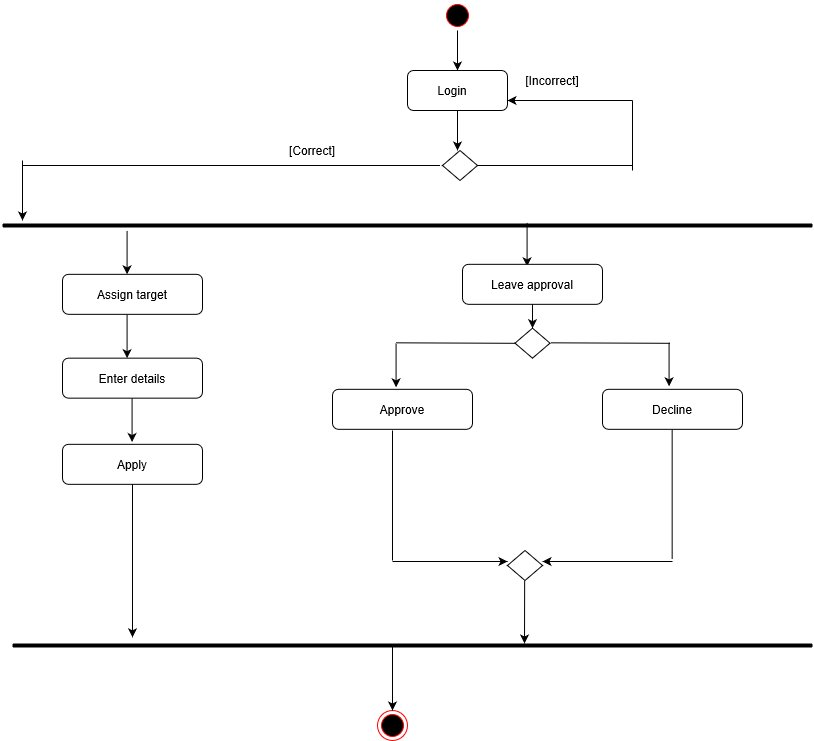 [Incorrect]
Login
[Correct]
Assign target
Leave approval
Enter details
Approve
Decline
Apply